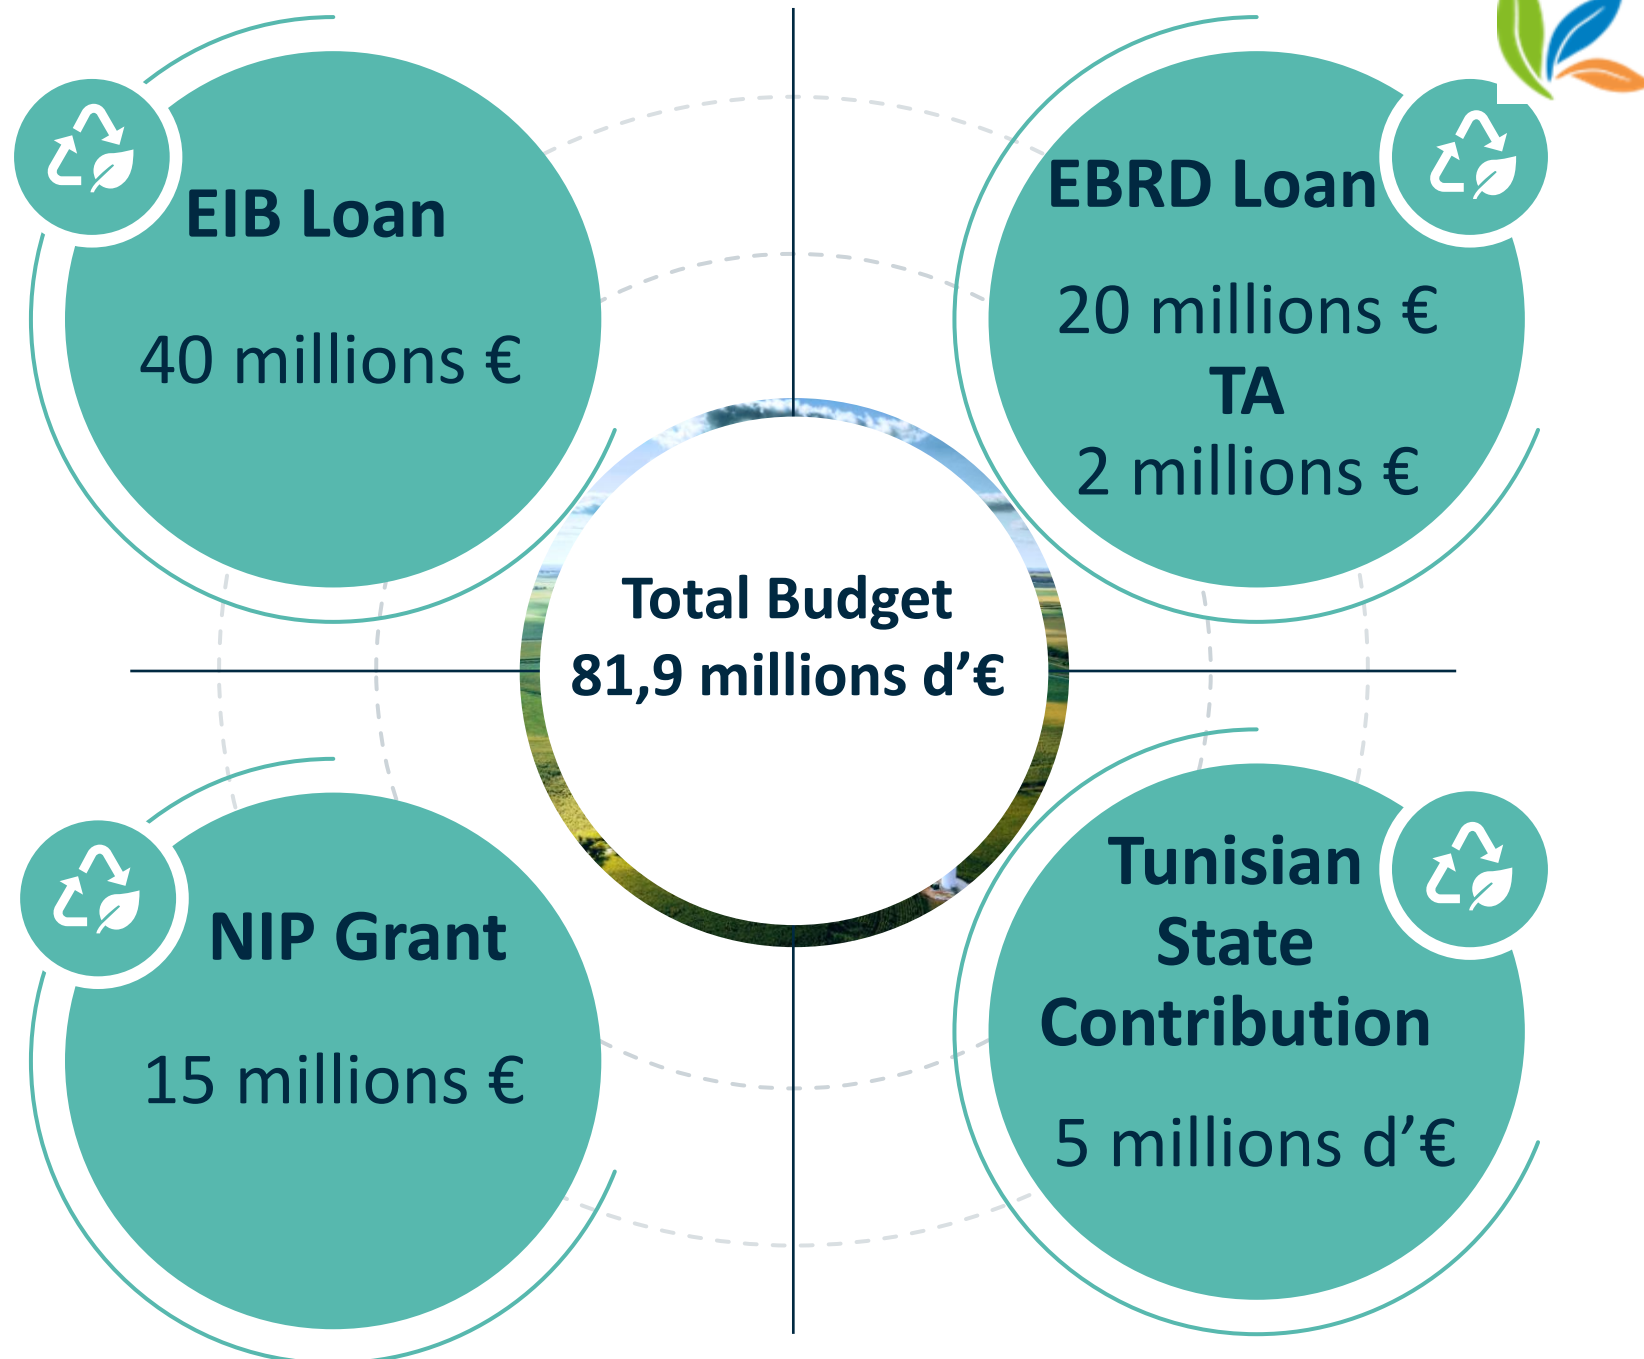 EIB Loan
40 millions €
EBRD Loan
20 millions €
TA
2 millions €
Total Budget
81,9 millions d’€
NIP Grant
15 millions €
Tunisian
State
Contribution
5 millions d’€